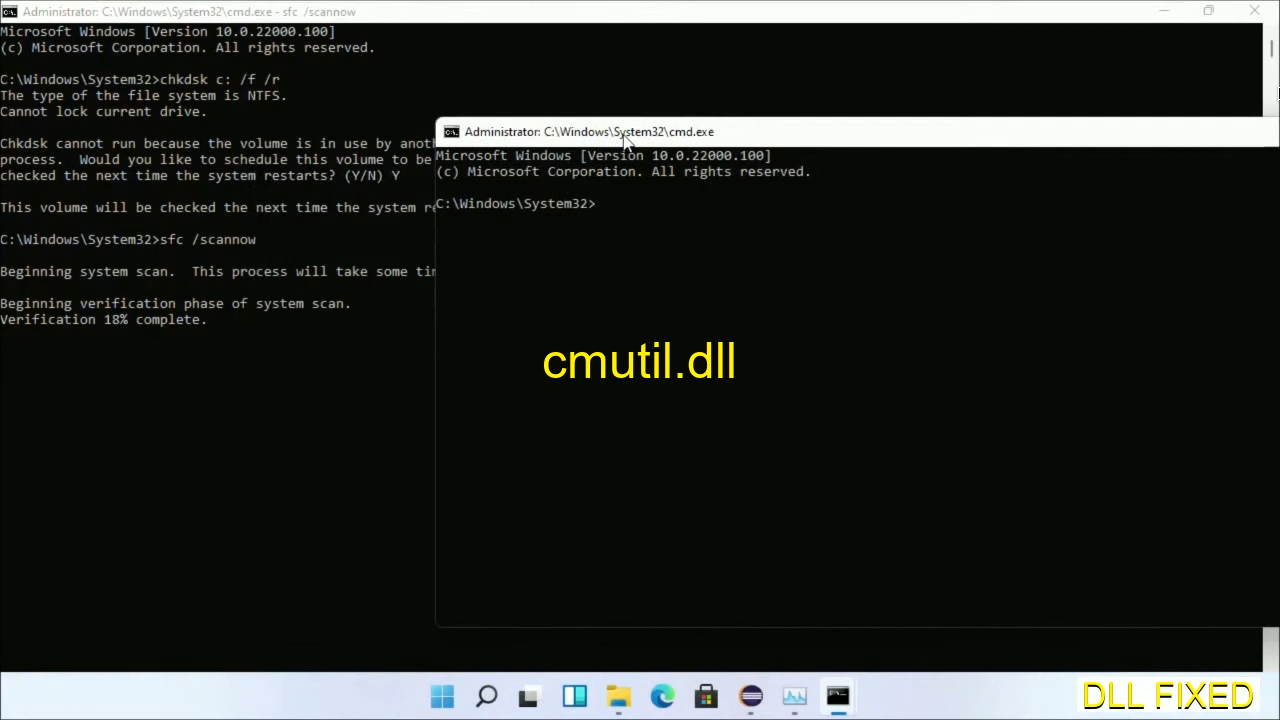 Administrator: C:\Windows\System32\cmd.exe - sfc /scannow
Microsoft Windows [Version 10.0.22000.100]
(c) Microsoft Corporation. All rights reserved.
C:\Windows\System32>chkdsk c: /f /r
The type of the file system is NTFS.
Cannot lock current drive.
Chkdsk cannot run because the volume is in use by anot
process. Would you like to schedule this volume to be
checked the next time the system restarts? (Y/N) Y
This volume will be checked the next time the system re
C:\Windows\System32>sfc /scannow
Beginning system scan. This process will take some tim
Beginning verification phase of system scan.
Verification 18% complete.
Administrator: C:\Windows\System32\cmd.exe
Microsoft Windows [Version 10.0.22000.100]
(c) Microsoft Corporation. All rights reserved.
C:\Windows\System32>
cmutil.dll
DLL FIXED